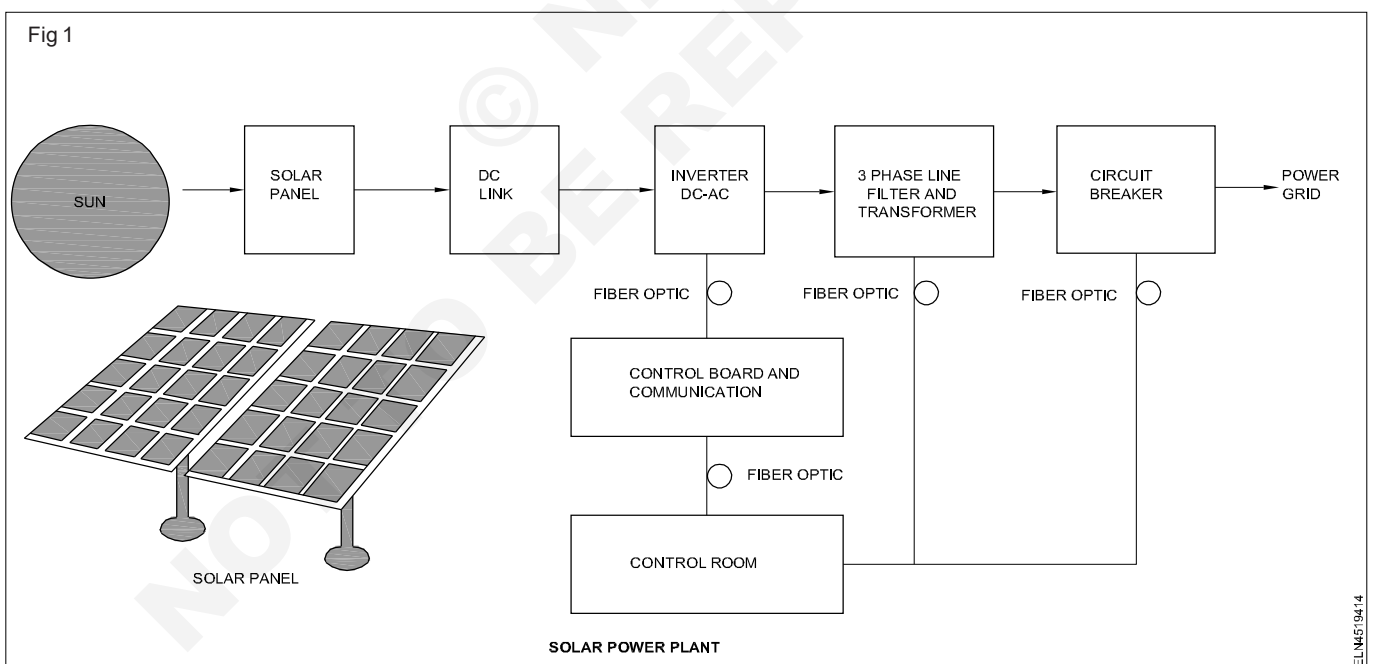 Fig 1
SUN
SOLAR
PANEL
DC
LINK
INVERTER
DC-AC
3 PHASE LINE
FILTER AND
TRANSFORMER
CIRCUIT
BREAKER
POWER
GRID
FIBER OPTIC
FIBER OPTIC
FIBER OPTIC
CONTROL BOARD AND
COMMUNICATION
FIBER OPTIC
CONTROL ROOM
SOLAR PANEL
SOLAR POWER PLANT
ELN4519414